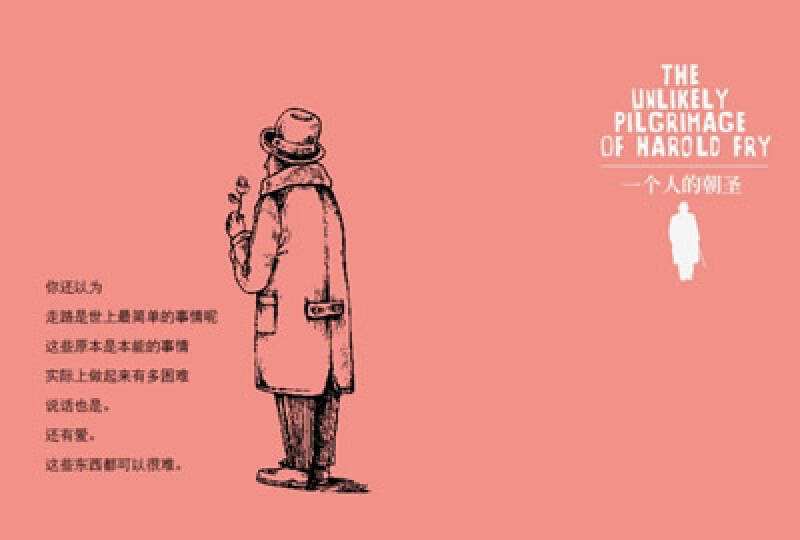 THE
UNLIKELY
PILGRIMAGE
OF HAROLD FRY
一个人的朝圣
你还以为
走路是世上最简单的事情呢
这些原本是本能的事情
实际上做起来有多困难
说话也是。
还有爱。
这些东西都可以很难。